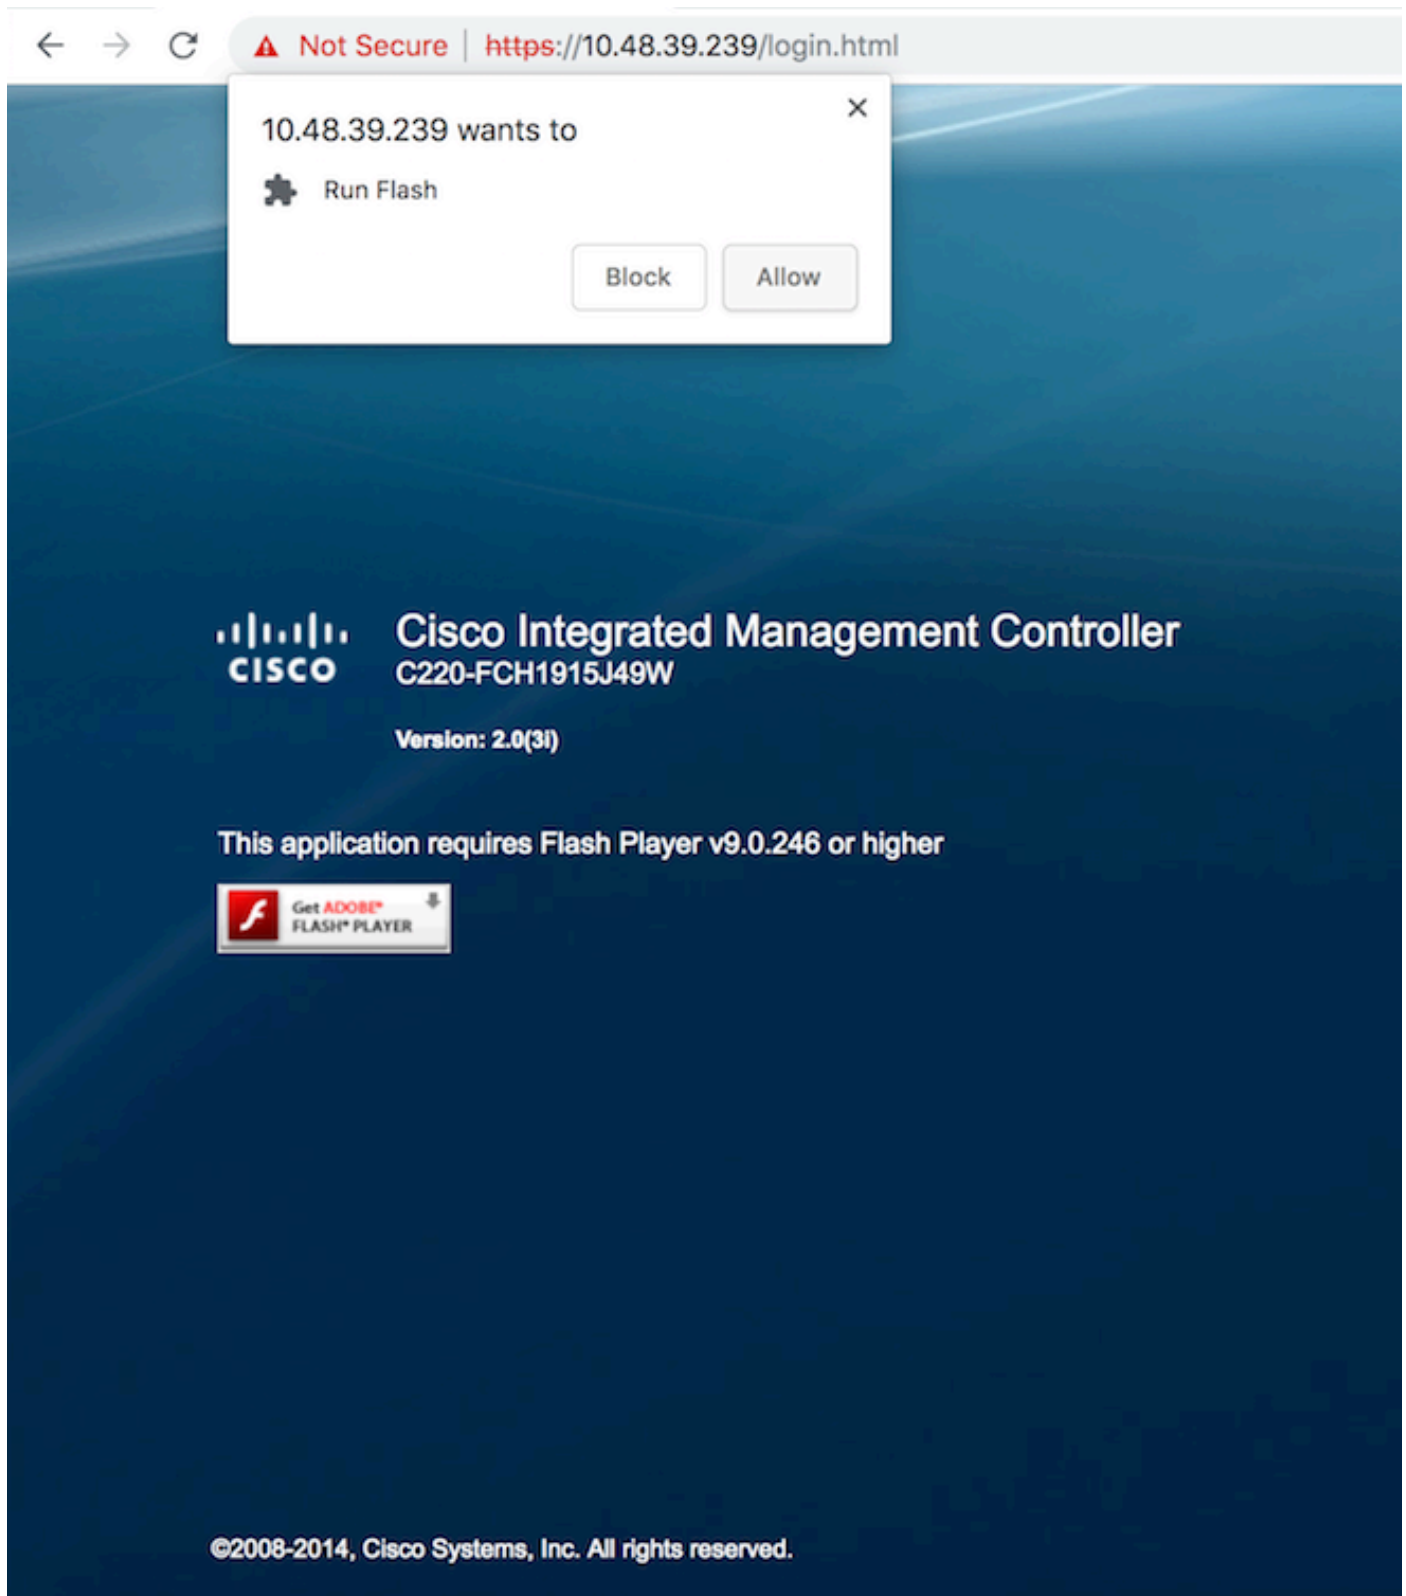 Not Secure | https://10.48.39.239/login.html
10.48.39.239 wants to
Run Flash
Block
Allow
CISCO
Cisco Integrated Management Controller
C220-FCH1915J49W
Version: 2.0(3i)
This application requires Flash Player v9.0.246 or higher
Get ADOBE®
FLASH® PLAYER
©2008-2014, Cisco Systems, Inc. All rights reserved.